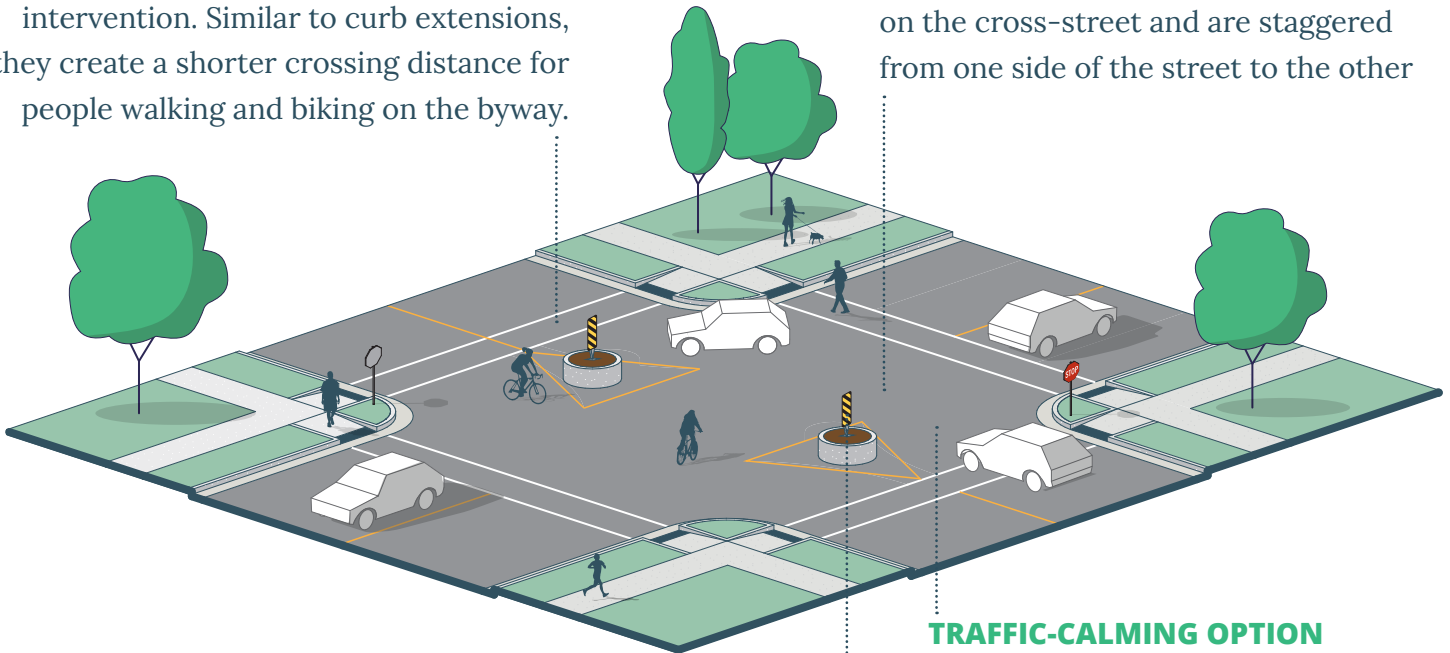 intervention. Similar to curb extensions,
they create a shorter crossing distance for
people walking and biking on the byway.
on the cross-street and are staggered
from one side of the street to the other
STOP
TRAFFIC-CALMING OPTION